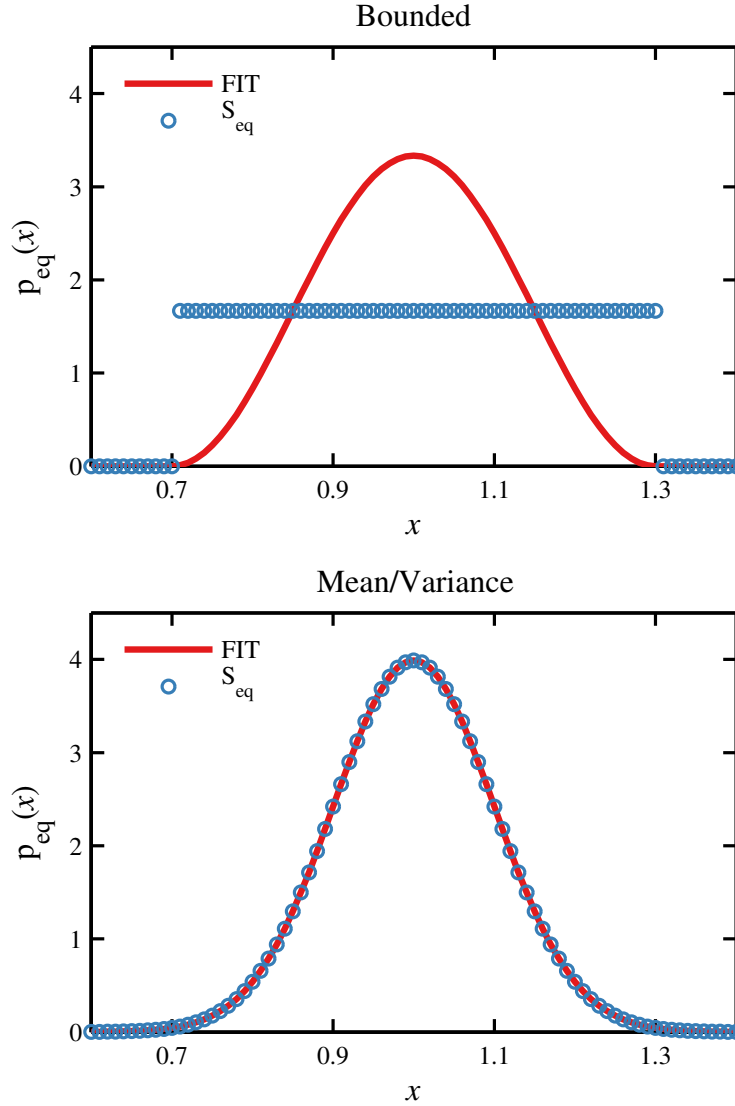 Bounded
FIT
S_eq
4
3
2
1
0
p_eq(x)
0.7 0.9 1.1 1.3
x
Mean/Variance
FIT
S_eq
4
3
2
1
0
p_eq(x)
0.7 0.9 1.1 1.3
x